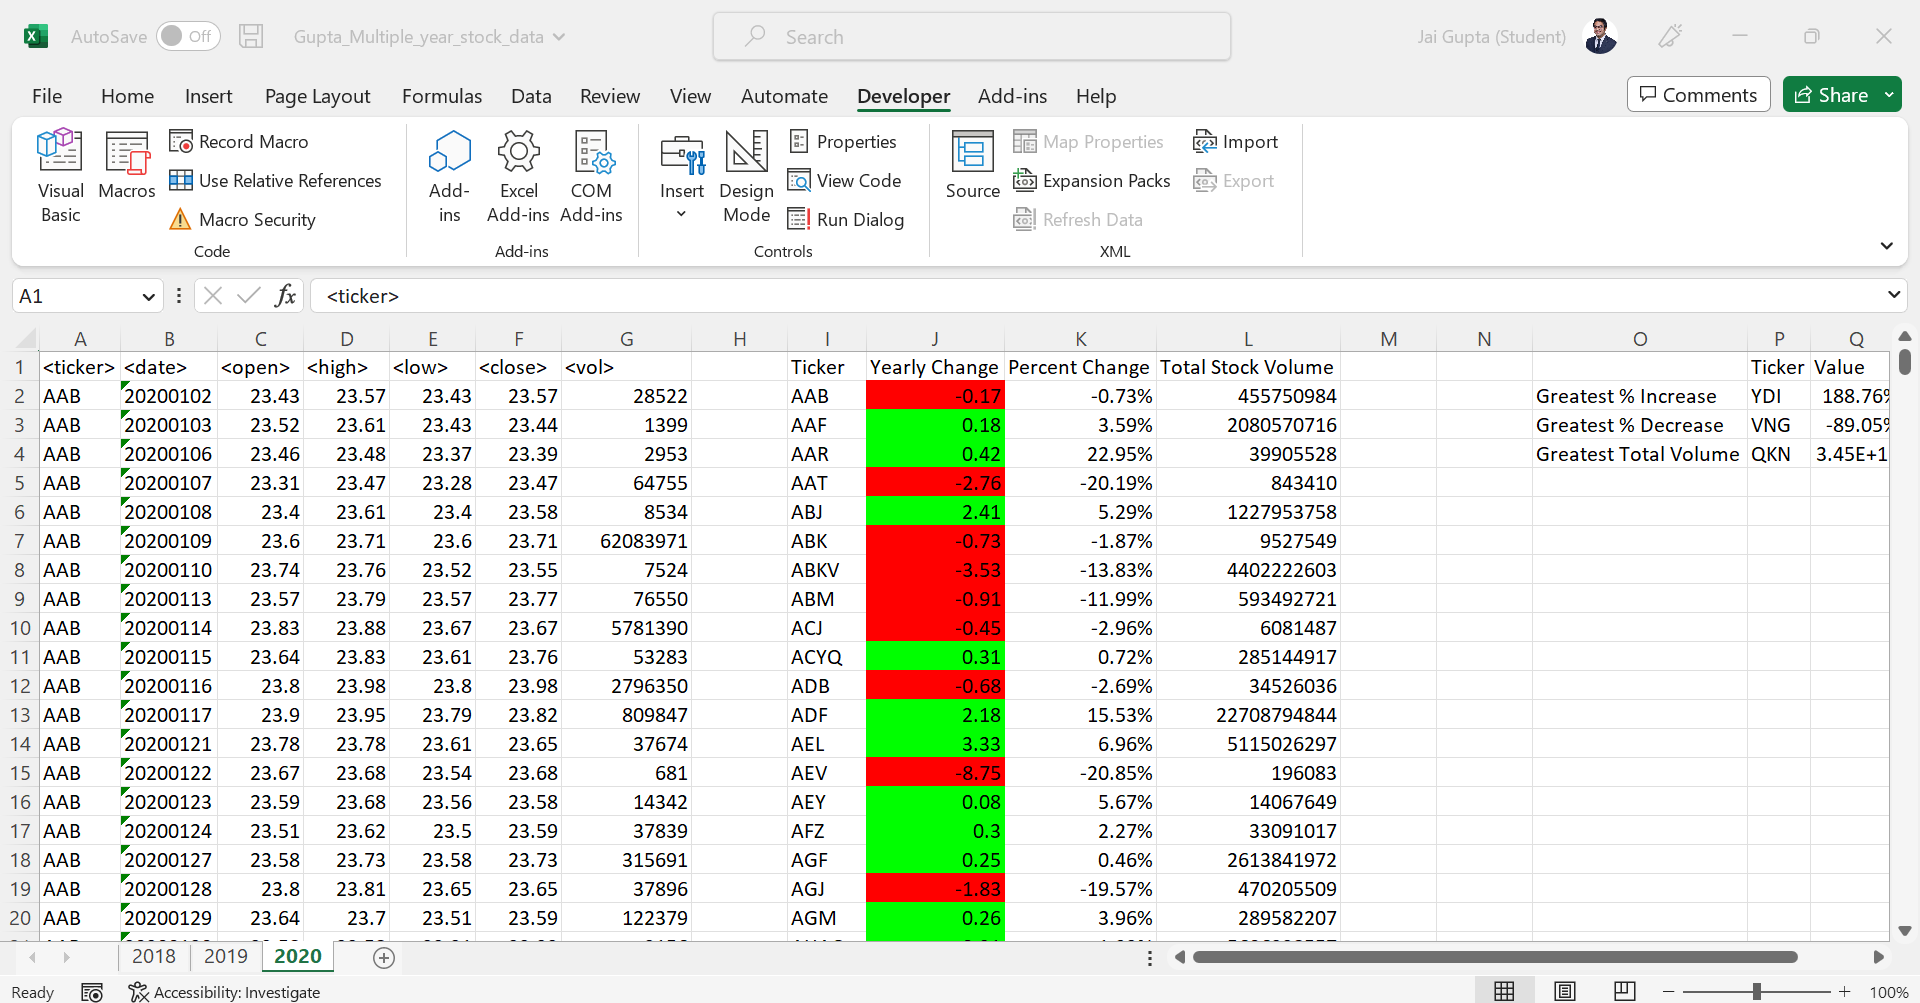 AutoSave Off Gupta_Multiple_year_stock_data Search Jai Gupta (Student)
File Home Insert Page Layout Formulas Data Review View Automate Developer Add-ins Help Comments Share
Visual Basic
Macros
Record Macro
Use Relative References
Macro Security
Code
Add-ins
Excel Add-ins
COM Add-ins
Add-ins
Insert
Design Mode
Properties
View Code
Run Dialog
Controls
Source
Map Properties
Expansion Packs
Refresh Data
Import
Export
XML
A1 fx <ticker>
A B C D E F G H I J K L M N O P Q
1 <ticker> <date> <open> <high> <low> <close> <vol> Ticker Yearly Change Percent Change Total Stock Volume Ticker Value
2 AAB 20200102 23.43 23.57 23.43 23.57 28522 AAB -0.17 -0.73% 455750984 Greatest % Increase YDI 188.76%
3 AAB 20200103 23.52 23.61 23.43 23.44 1399 AAF 0.18 3.59% 2080570716 Greatest % Decrease VNG -89.05%
4 AAB 20200106 23.46 23.48 23.37 23.39 2953 AAR 0.42 22.95% 39905528 Greatest Total Volume QKN 3.45E+1
5 AAB 20200107 23.31 23.47 23.28 23.47 64755 AAT -2.76 -20.19% 843410
6 AAB 20200108 23.4 23.61 23.4 23.58 8534 ABJ 2.41 5.29% 1227953758
7 AAB 20200109 23.6 23.71 23.6 23.71 62083971 ABK -0.73 -1.87% 9527549
8 AAB 20200110 23.74 23.76 23.52 23.55 7524 ABKV -3.53 -13.83% 4402222603
9 AAB 20200113 23.57 23.79 23.57 23.77 76550 ABM -0.91 -11.99% 593492721
10 AAB 20200114 23.83 23.88 23.67 23.67 5781390 ACJ -0.45 -2.96% 6081487
11 AAB 20200115 23.64 23.83 23.61 23.76 53283 ACYQ 0.31 0.72% 285144917
12 AAB 20200116 23.8 23.98 23.8 23.98 2796350 ADB -0.68 -2.69% 34526036
13 AAB 20200117 23.9 23.95 23.79 23.82 809847 ADF 2.18 15.53% 22708794844
14 AAB 20200121 23.78 23.78 23.61 23.65 37674 AEL 3.33 6.96% 5115026297
15 AAB 20200122 23.67 23.68 23.54 23.68 681 AEV -8.75 -20.85% 196083
16 AAB 20200123 23.59 23.68 23.56 23.58 14342 AEY 0.08 5.67% 14067649
17 AAB 20200124 23.51 23.62 23.5 23.59 37839 AFZ 0.3 2.27% 33091017
18 AAB 20200127 23.58 23.73 23.58 23.73 315691 AGF 0.25 0.46% 2613841972
19 AAB 20200128 23.8 23.81 23.65 23.65 37896 AGJ -1.83 -19.57% 470205509
20 AAB 20200129 23.64 23.7 23.51 23.59 122379 AGM 0.26 3.96% 289582207
2018 2019 2020
Ready Accessibility: Investigate 100%